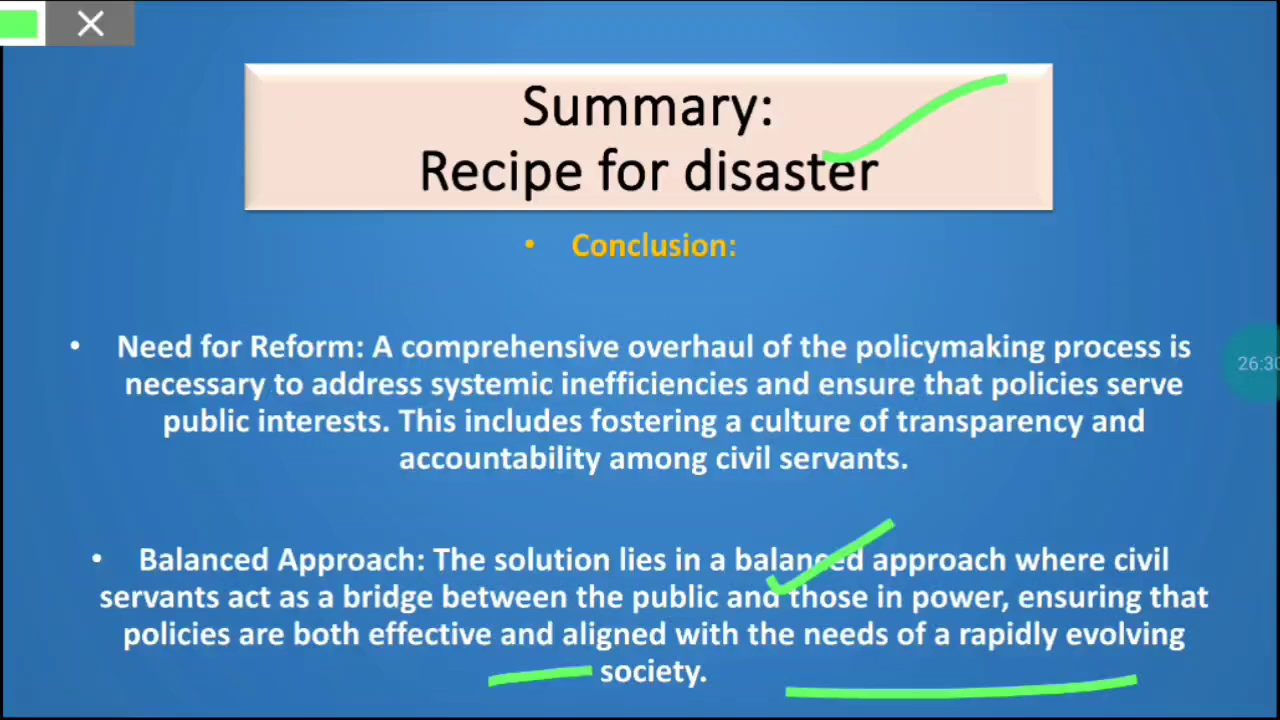 Summary:
Recipe for disaster
• Conclusion:
• Need for Reform: A comprehensive overhaul of the policymaking process is
necessary to address systemic inefficiencies and ensure that policies serve
public interests. This includes fostering a culture of transparency and
accountability among civil servants.
• Balanced Approach: The solution lies in a balanced approach where civil
servants act as a bridge between the public and those in power, ensuring that
policies are both effective and aligned with the needs of a rapidly evolving
society.
26:30